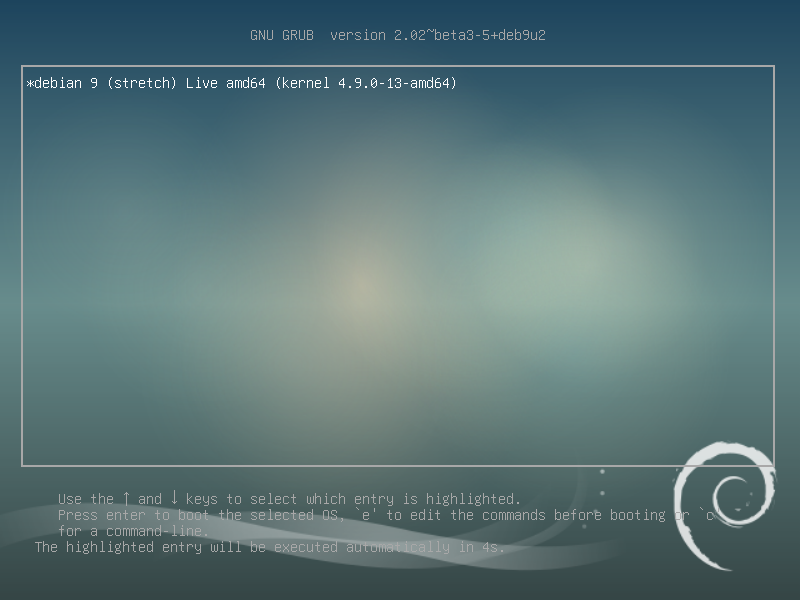 GNU GRUB  version 2.02~beta3-5+deb9u2
*debian 9 (stretch) Live amd64 (kernel 4.9.0-13-amd64)
Use the ↑ and ↓ keys to select which entry is highlighted.
Press enter to boot the selected OS, `e' to edit the commands before booting or `c'
for a command-line.
The highlighted entry will be executed automatically in 4s.